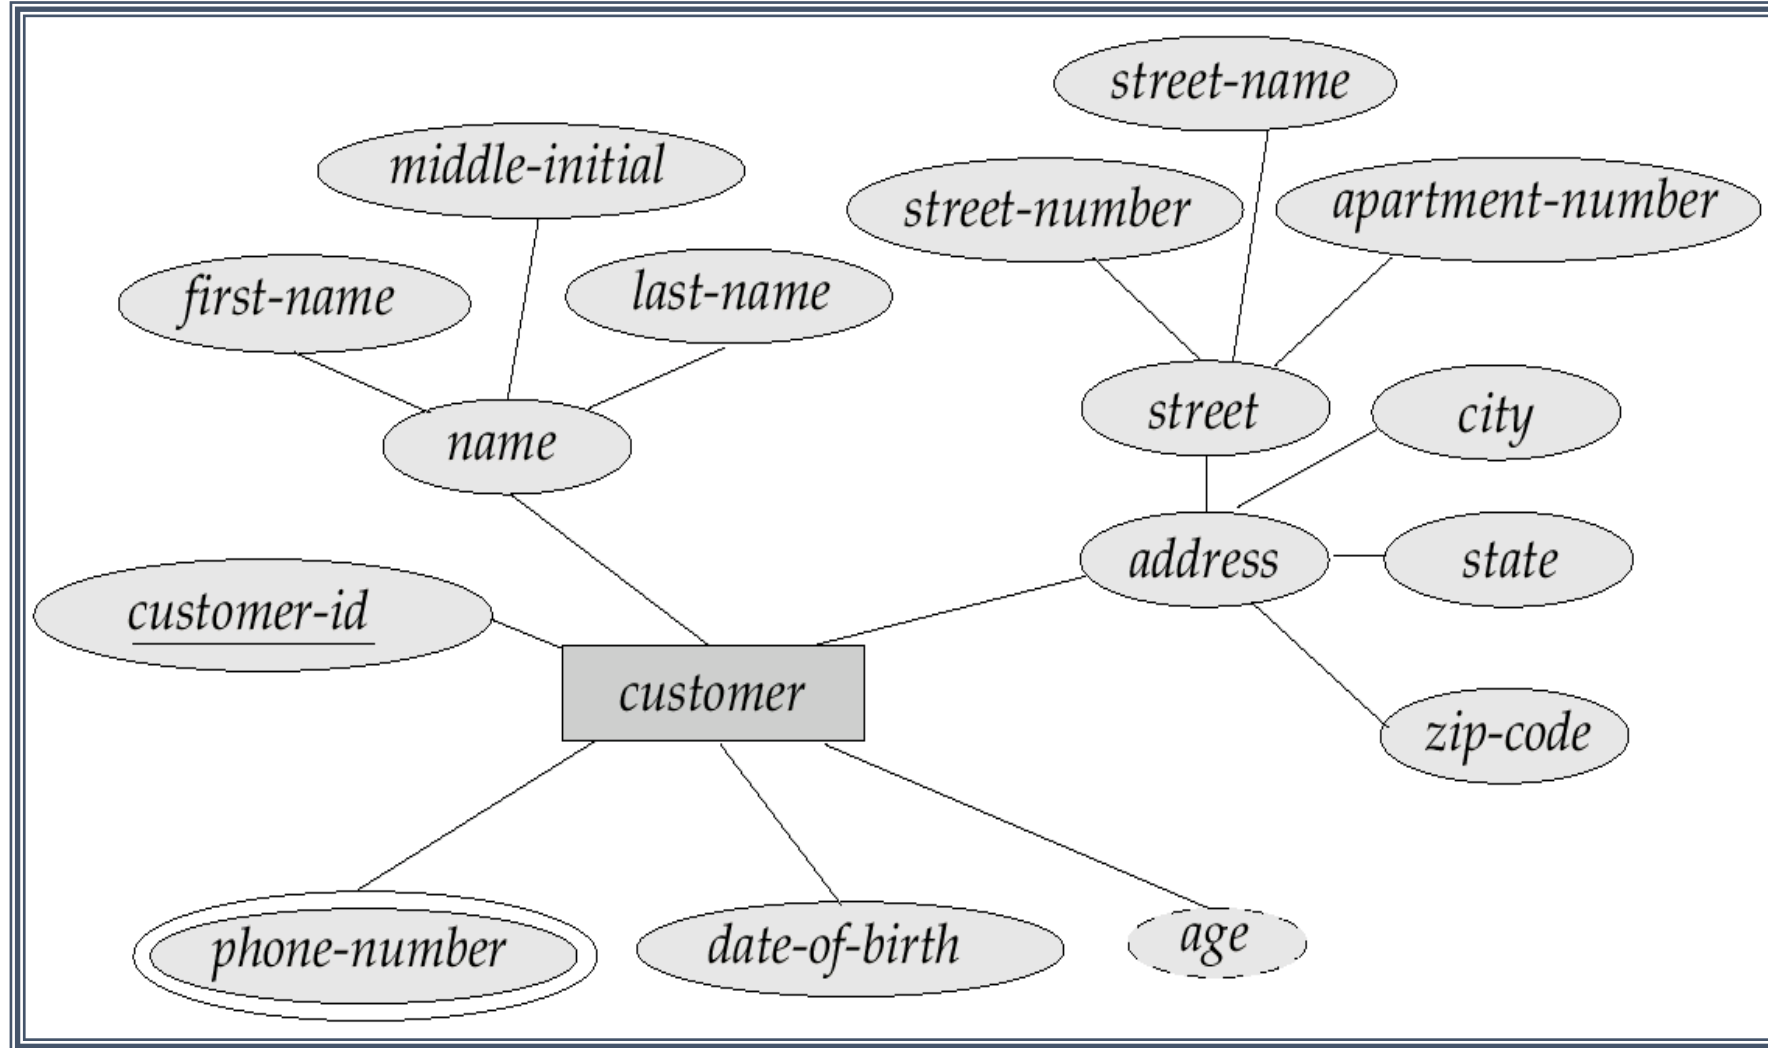 street-name
middle-initial
street-number
apartment-number
first-name
last-name
street
city
name
address
state
customer-id
customer
zip-code
phone-number
date-of-birth
age